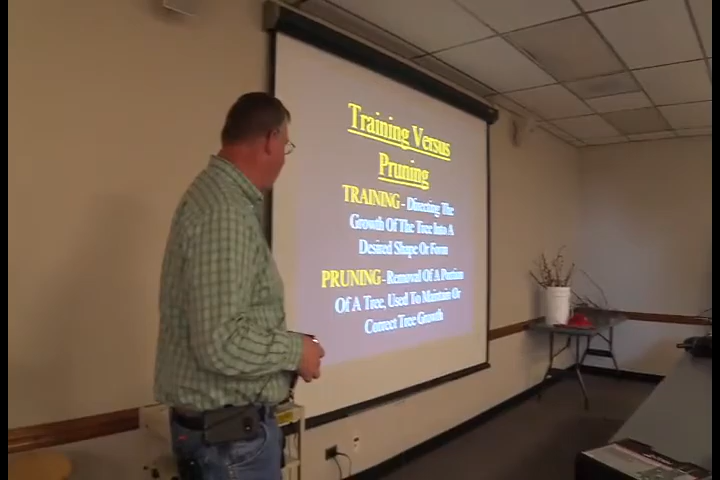 Training Versus
Pruning
TRAINING - Directing The
Growth Of The Tree Into A
Desired Shape Or Form
PRUNING - Removal Of A Portion
Of A Tree, Used To Maintain Or
Correct Tree Growth